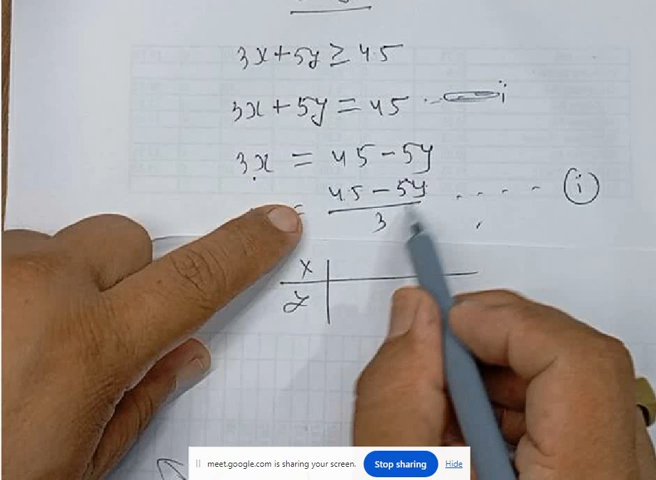 3x+5y ≥ 45
3x+5y = 45 i
3x = 45-5y
= 45-5y .... (i)
3
x
y
meet.google.com is sharing your screen. Stop sharing Hide